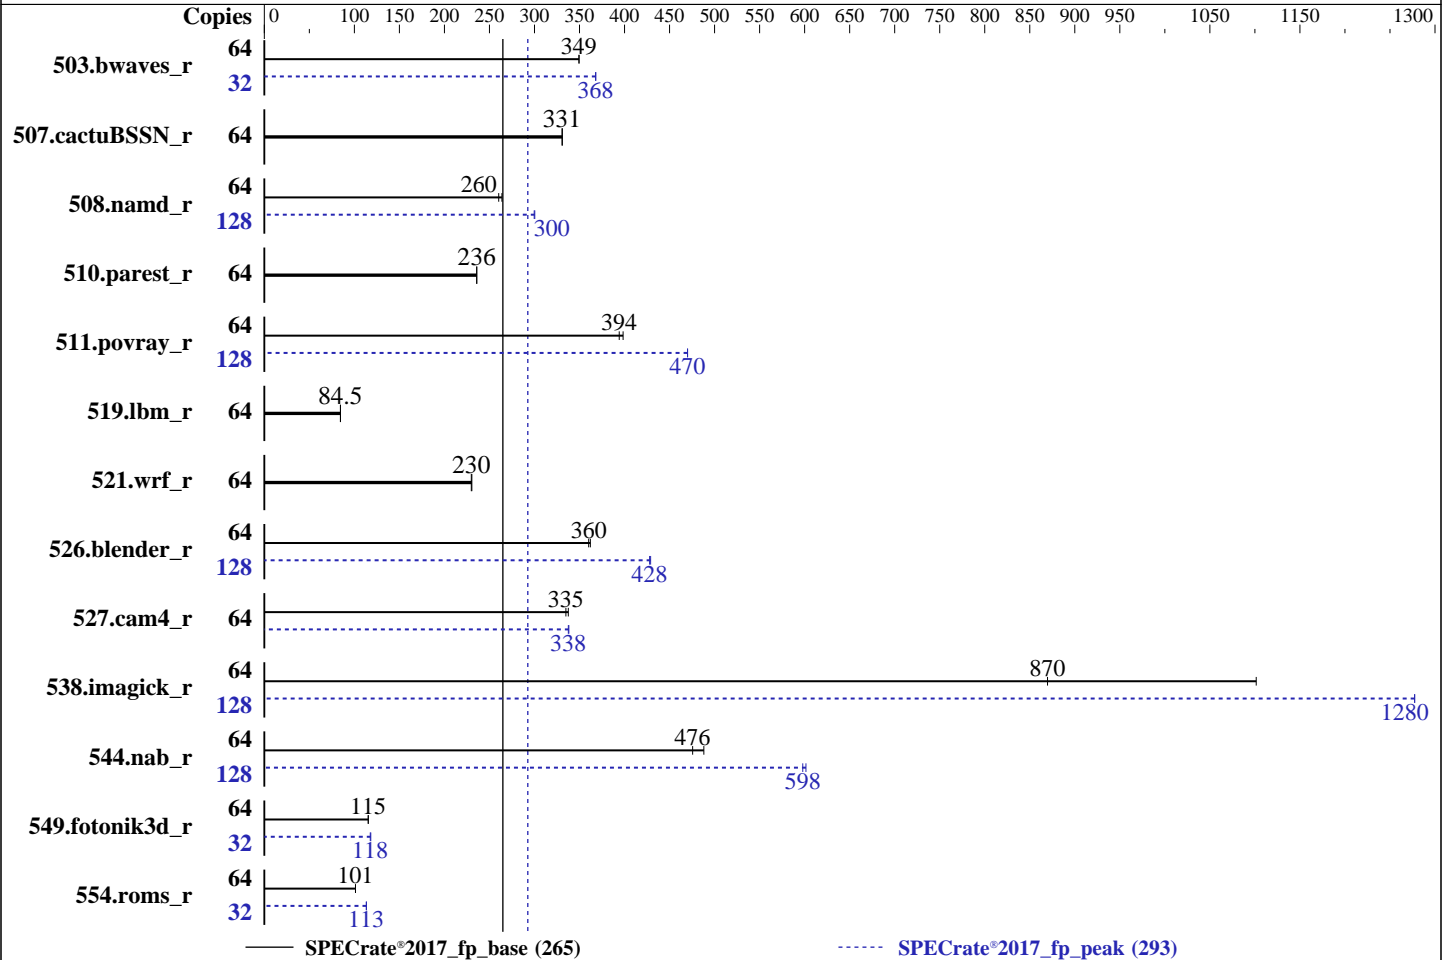 Copies 0 100 150 200 250 300 350 400 450 500 550 600 650 700 750 800 850 900 950 1050 1150 1300
503.bwaves_r 64 349
32 368
507.cactuBSSN_r 64 331
508.namd_r 64 260
128 300
510.parest_r 64 236
511.povray_r 64 394
128 470
519.lbm_r 64 84.5
521.wrf_r 64 230
526.blender_r 64 360
128 428
527.cam4_r 64 335
338
538.imagick_r 64 870
128 1280
544.nab_r 64 476
128 598
549.fotonik3d_r 64 115
32 118
554.roms_r 64 101
32 113
SPECrate®2017_fp_base (265) SPECrate®2017_fp_peak (293)